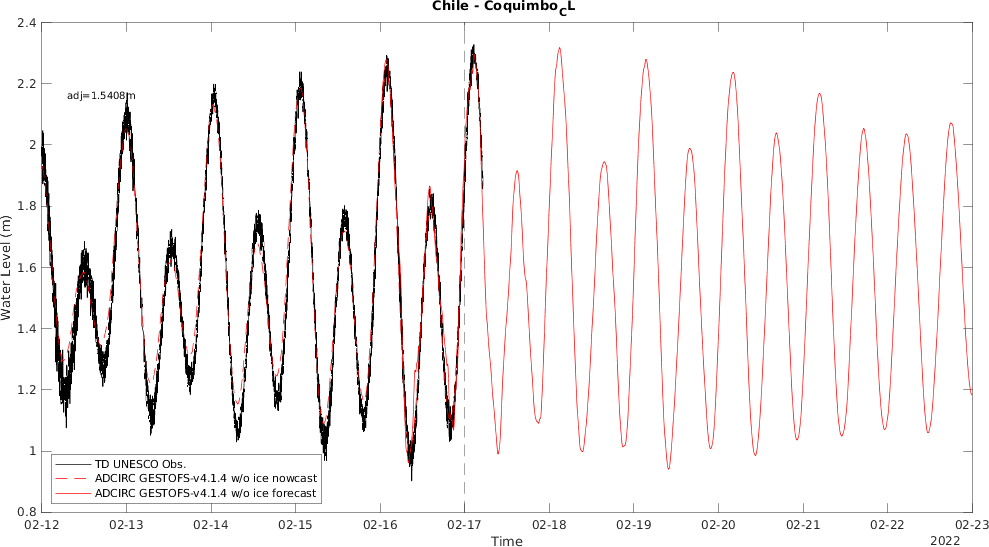 Chile - Coquimbo_CL
2.4
2.2
2
1.8
1.6
1.4
1.2
1
0.8
Water Level (m)
adj=1.5408m
TD UNESCO Obs.
ADCIRC GESTOFS-v4.1.4 w/o ice nowcast
ADCIRC GESTOFS-v4.1.4 w/o ice forecast
02-12 02-13 02-14 02-15 02-16 02-17 02-18 02-19 02-20 02-21 02-22 02-23
Time
2022